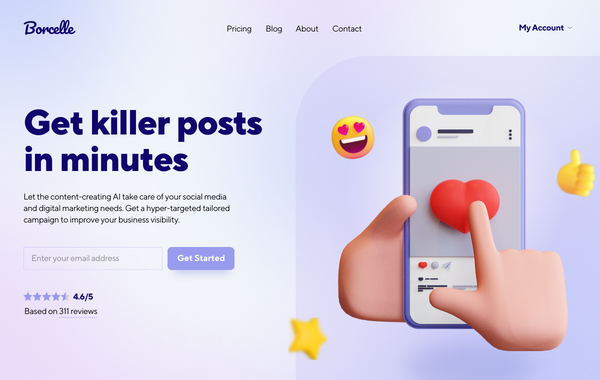 Borcelle
Pricing
Blog
About
Contact
My Account
Get killer posts
in minutes
Let the content-creating AI take care of your social media
and digital marketing needs. Get a hyper-targeted tailored
campaign to improve your business visibility.
Enter your email address
Get Started
4.6/5
Based on 311 reviews